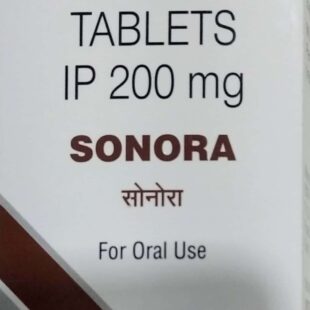 TABLETS
IP 200 mg
SONORA
सोनोरा
For Oral Use